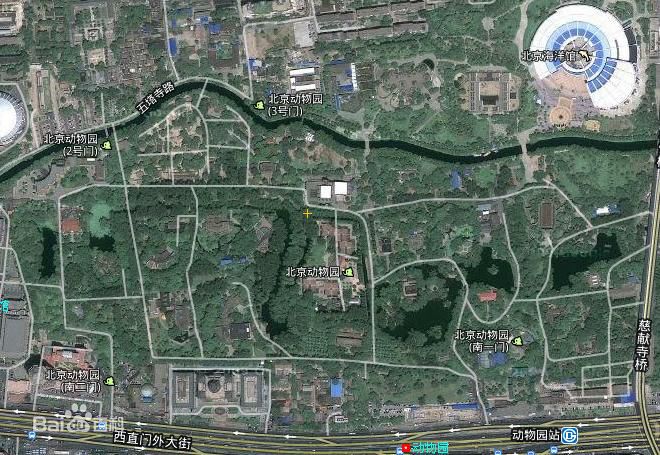 北京海洋馆
五塔寺路
北京动物园
(3号门)
北京动物园
(2号门)
北京动物园
北京动物园
(南一门)
慈献寺桥
北京动物园
(南二门)
Baidu百科
西直门外大街
动物园站
动物园